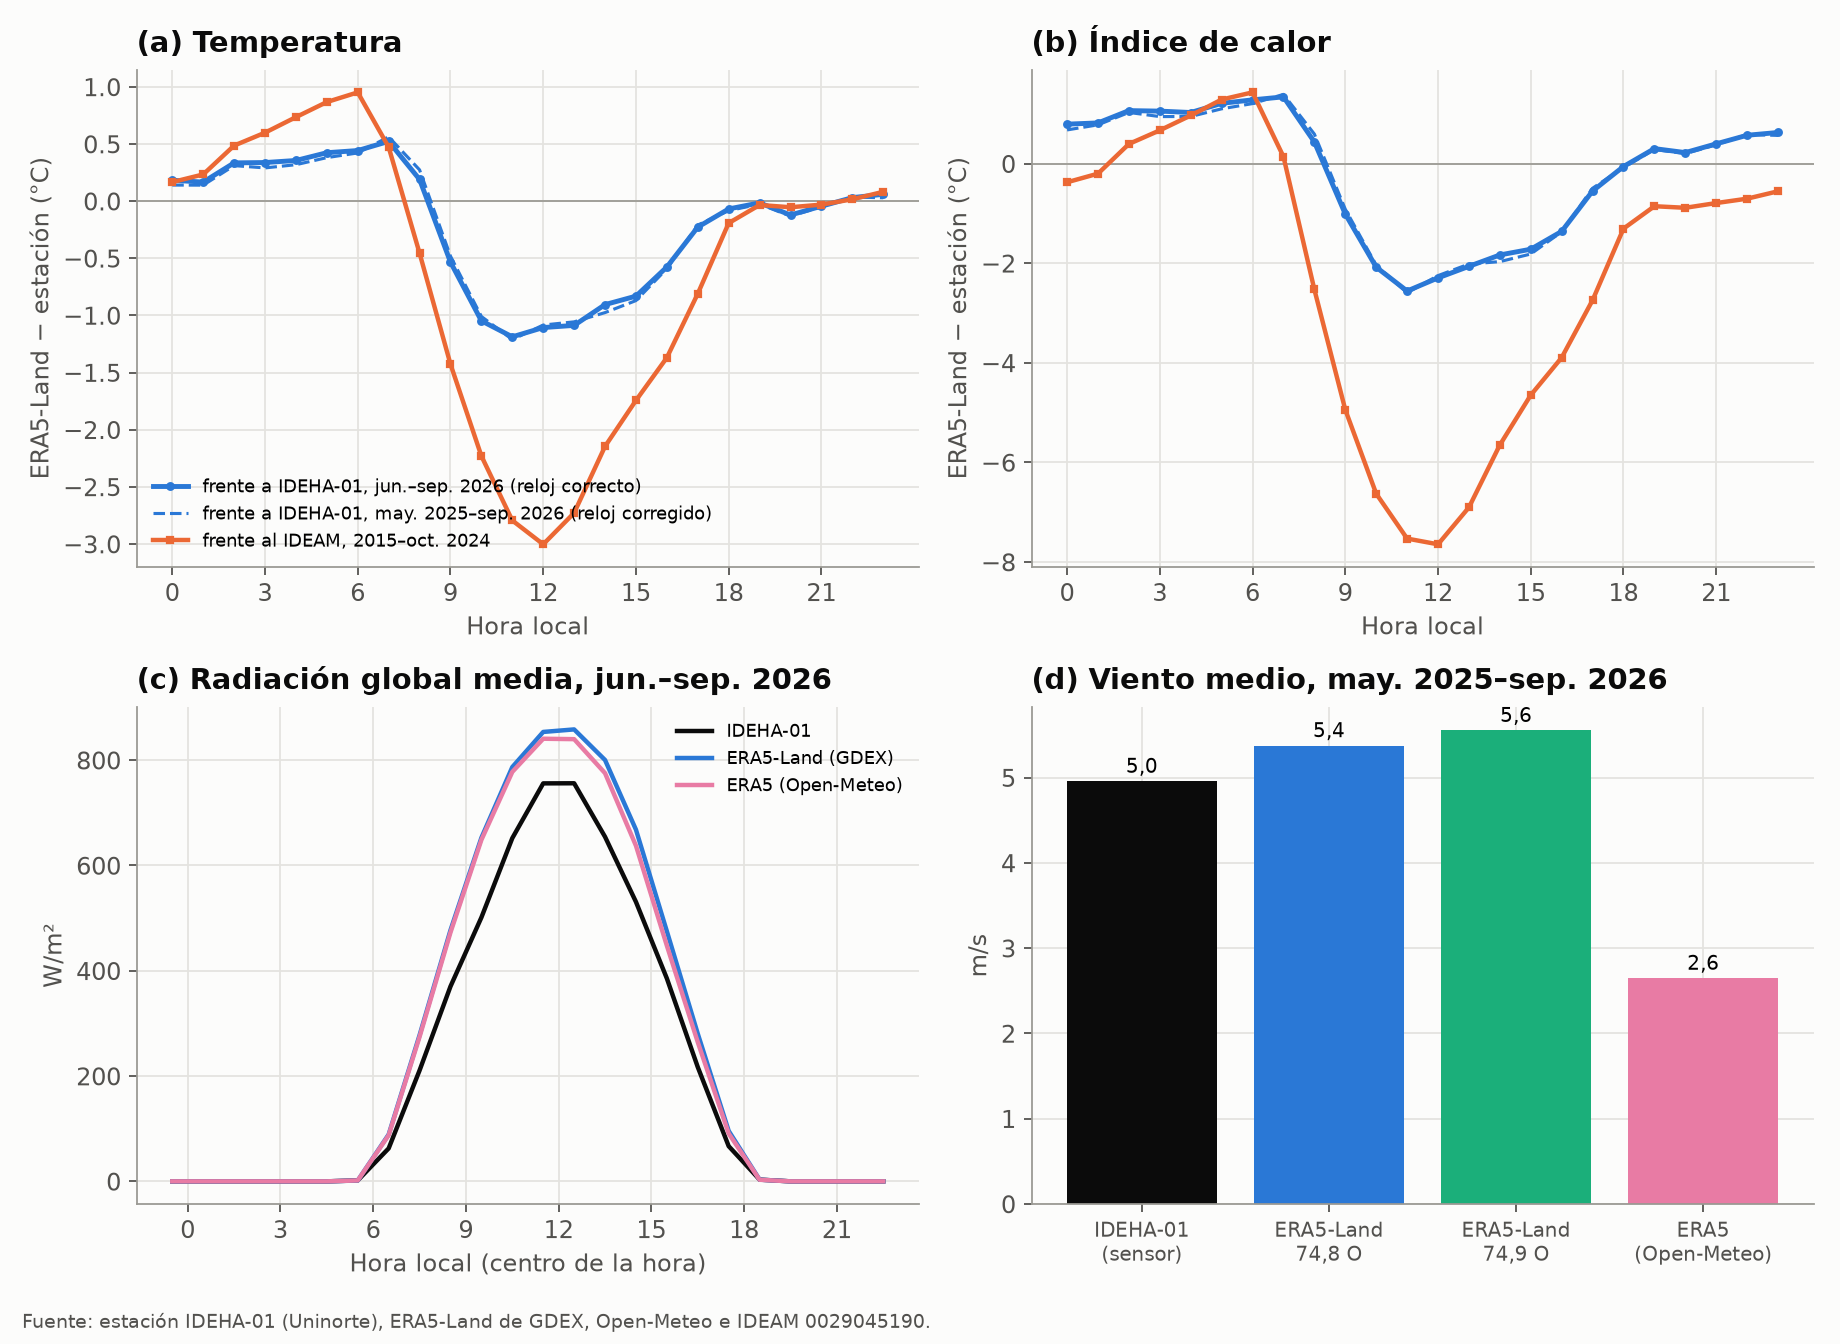 (a) Temperatura
ERA5-Land − estación (°C)
1.0
0.5
0.0
−0.5
−1.0
−1.5
−2.0
−2.5
−3.0
frente a IDEHA-01, jun.–sep. 2026 (reloj correcto)
frente a IDEHA-01, may. 2025–sep. 2026 (reloj corregido)
frente al IDEAM, 2015–oct. 2024
0 3 6 9 12 15 18 21
Hora local
(b) Índice de calor
ERA5-Land − estación (°C)
0
−2
−4
−6
−8
0 3 6 9 12 15 18 21
Hora local
(c) Radiación global media, jun.–sep. 2026
W/m²
800
600
400
200
0
IDEHA-01
ERA5-Land (GDEX)
ERA5 (Open-Meteo)
0 3 6 9 12 15 18 21
Hora local (centro de la hora)
(d) Viento medio, may. 2025–sep. 2026
m/s
5
4
3
2
1
0
5,0
5,4
5,6
2,6
IDEHA-01
(sensor)
ERA5-Land
74,8 O
ERA5-Land
74,9 O
ERA5
(Open-Meteo)
Fuente: estación IDEHA-01 (Uninorte), ERA5-Land de GDEX, Open-Meteo e IDEAM 0029045190.